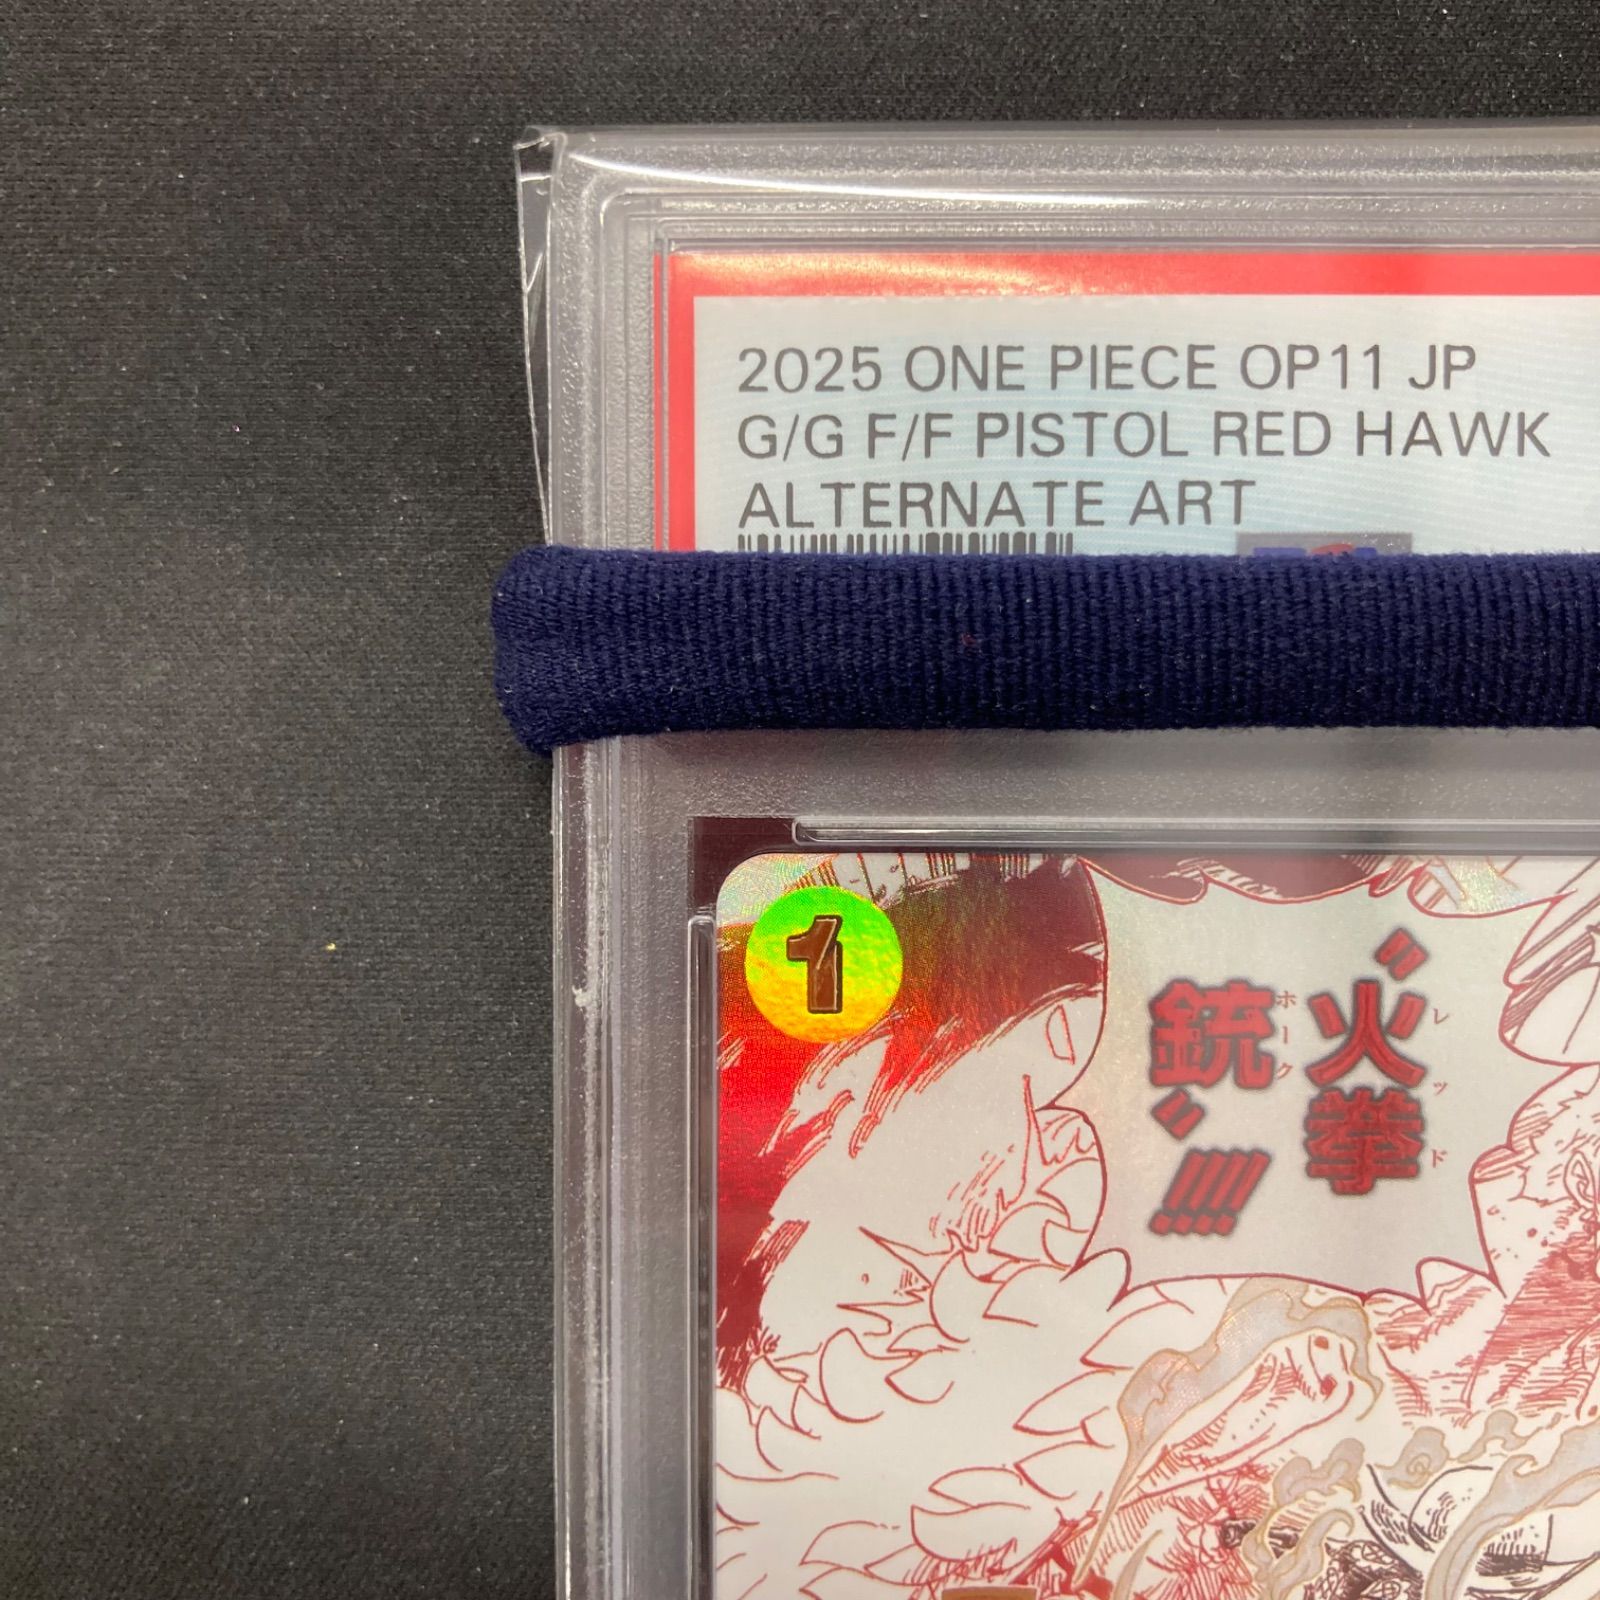 2025 ONE PIECE OP11 JP
G/G F/F PISTOL RED HAWK
ALTERNATE ART
1
〝火拳
レッド
銃〟!!!!
ホーク